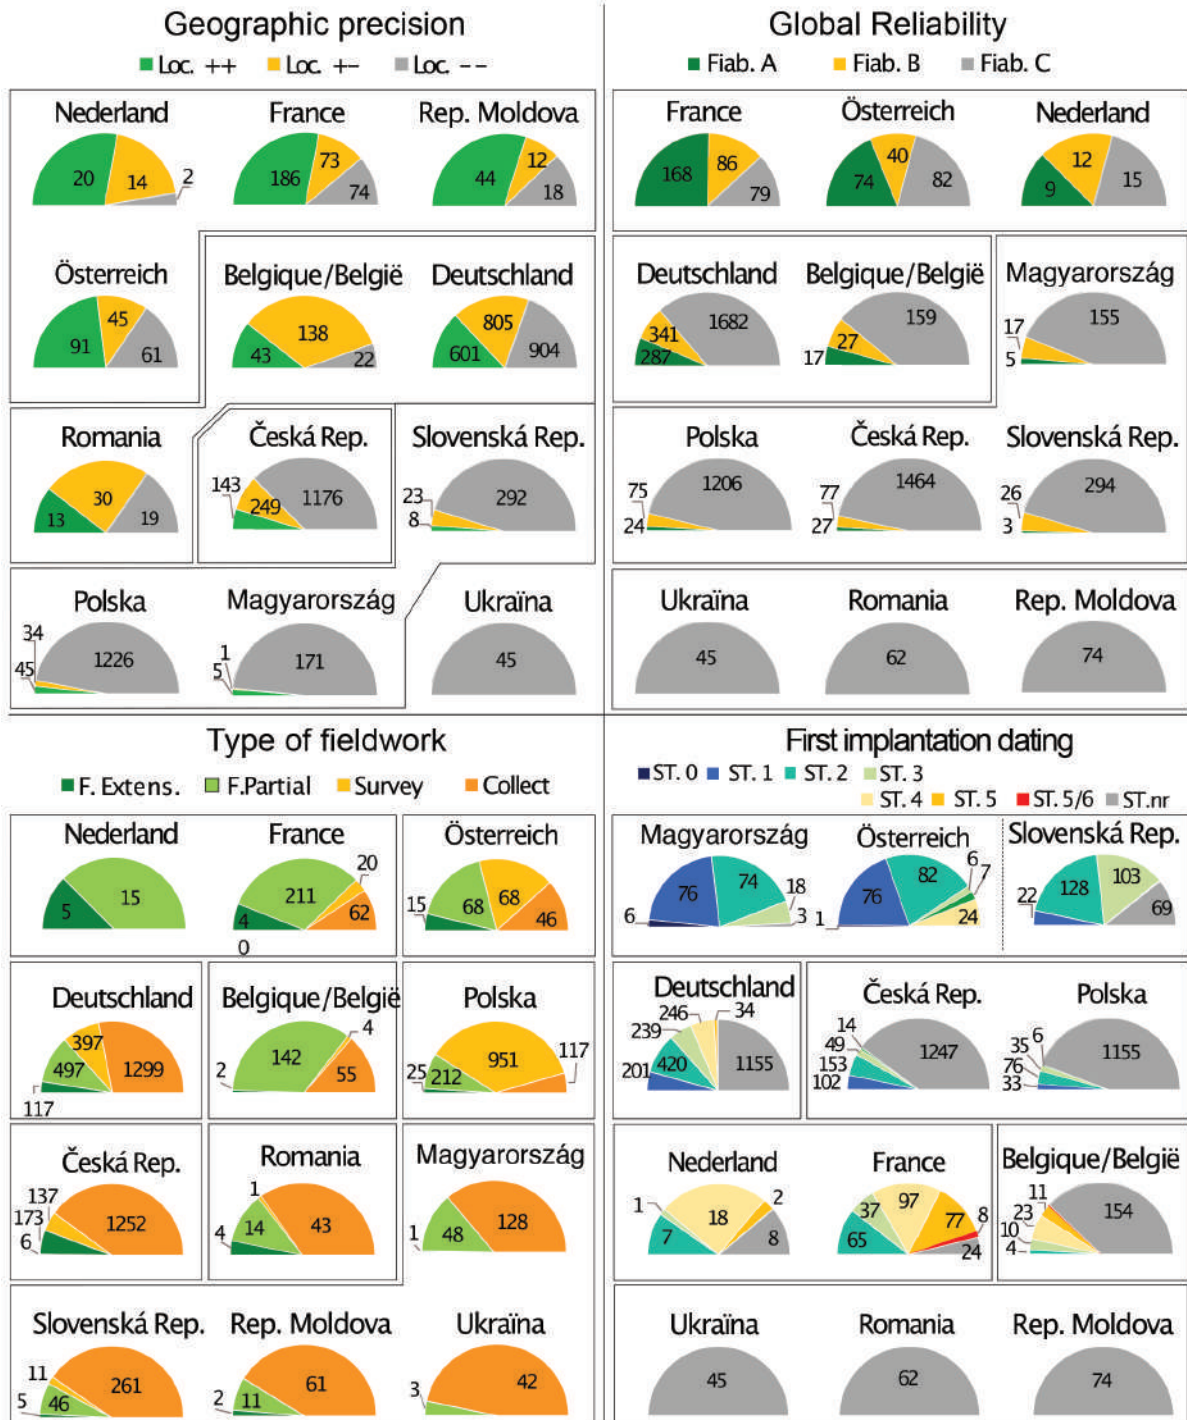 Geographic precision
Loc. ++ Loc. +- Loc. --
Nederland France Rep. Moldova
20 14 2 186 73 74 44 12 18
Österreich Belgique/België Deutschland
91 45 61 43 138 22 601 805 904
Romania Česká Rep. Slovenská Rep.
13 30 19 143 249 1176 8 23 292
Polska Magyarország Ukraïna
45 34 1226 5 1 171 45
Global Reliability
Fiab. A Fiab. B Fiab. C
France Österreich Nederland
168 86 79 74 40 82 9 12 15
Deutschland Belgique/België Magyarország
287 341 1682 17 27 159 5 17 155
Polska Česká Rep. Slovenská Rep.
24 75 1206 27 77 1464 3 26 294
Ukraïna Romania Rep. Moldova
45 62 74
Type of fieldwork
F. Extens. F.Partial Survey Collect
Nederland France Österreich
5 15 4 0 211 20 62 15 68 68 46
Deutschland Belgique/België Polska
117 497 397 1299 2 142 4 55 25 212 951 117
Česká Rep. Romania Magyarország
6 173 137 1252 4 14 1 43 1 48 128
Slovenská Rep. Rep. Moldova Ukraïna
5 46 11 261 2 11 61 3 42
First implantation dating
ST. 0 ST. 1 ST. 2 ST. 3
ST. 4 ST. 5 ST. 5/6 ST.nr
Magyarország Österreich Slovenská Rep.
6 76 74 18 3 1 76 82 6 7 24 22 128 103 69
Deutschland Česká Rep. Polska
201 420 239 246 34 1155 102 153 49 14 1247 33 76 35 6 1155
Nederland France Belgique/België
7 1 18 2 8 65 37 97 77 8 24 4 10 23 11 154
Ukraïna Romania Rep. Moldova
45 62 74